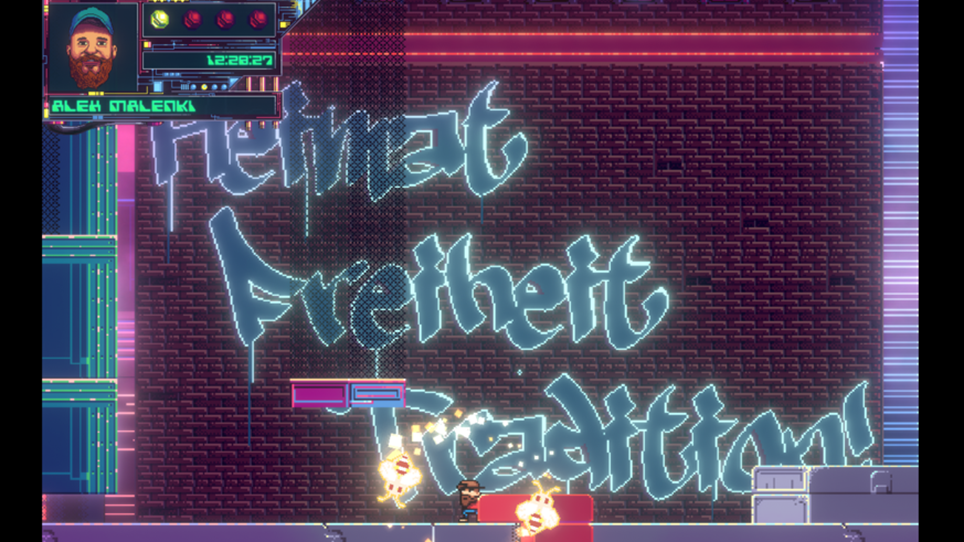 12:28:27
ALEX MALENKI
Heimat
Freiheit
Tradition!